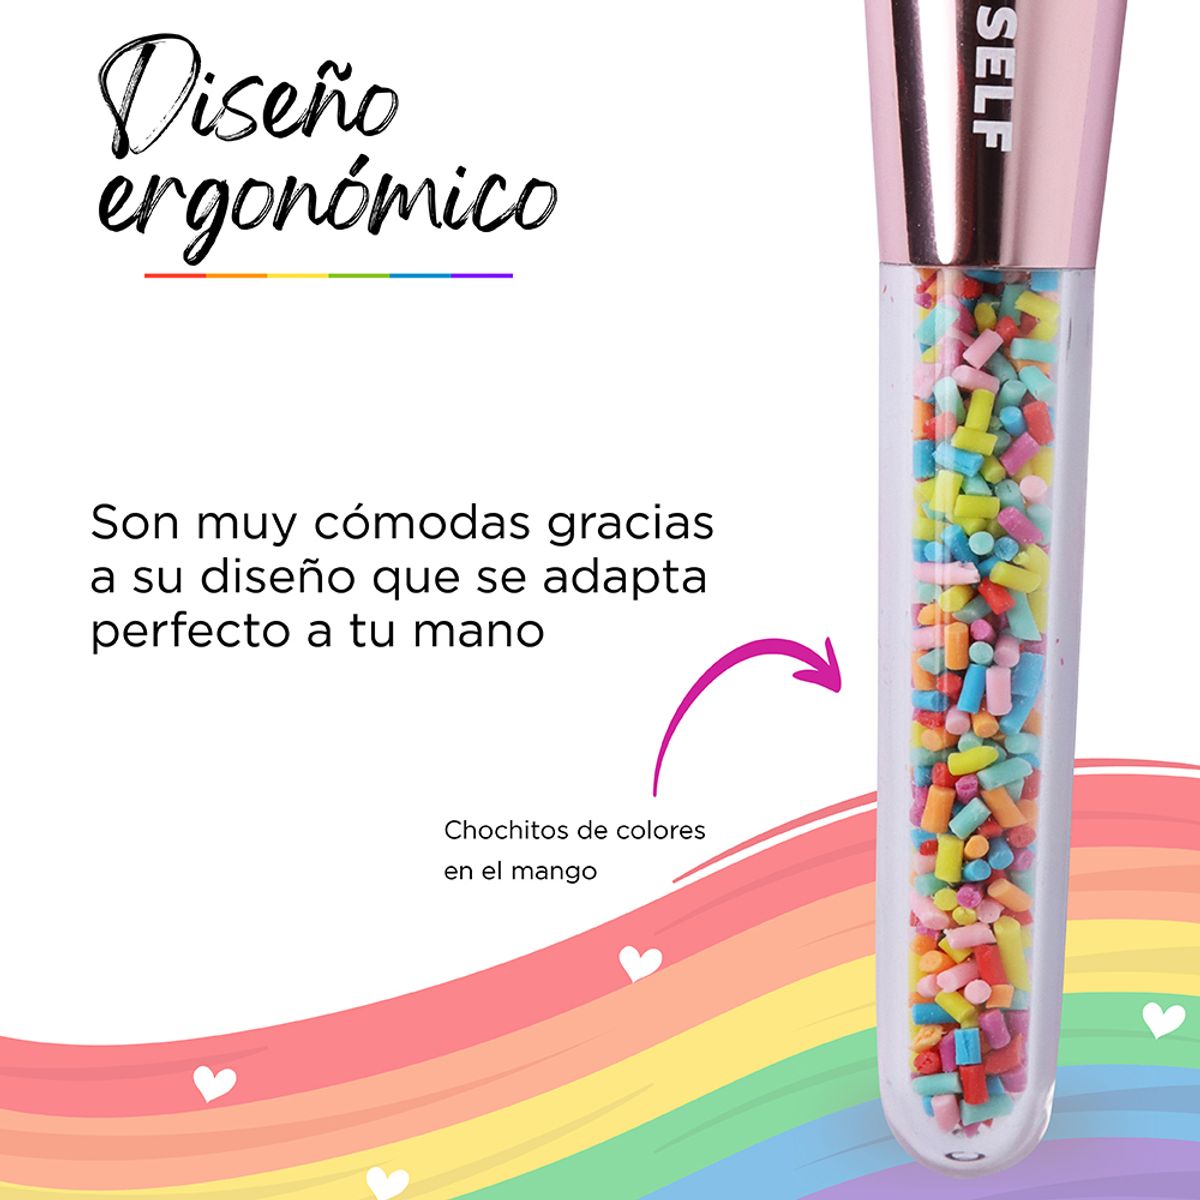 Diseño
ergonómico
SELF
Son muy cómodas gracias
a su diseño que se adapta
perfecto a tu mano
Chochitos de colores
en el mango